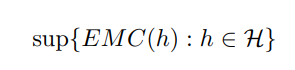 sup{EMC(h) : h ∈ ℋ}